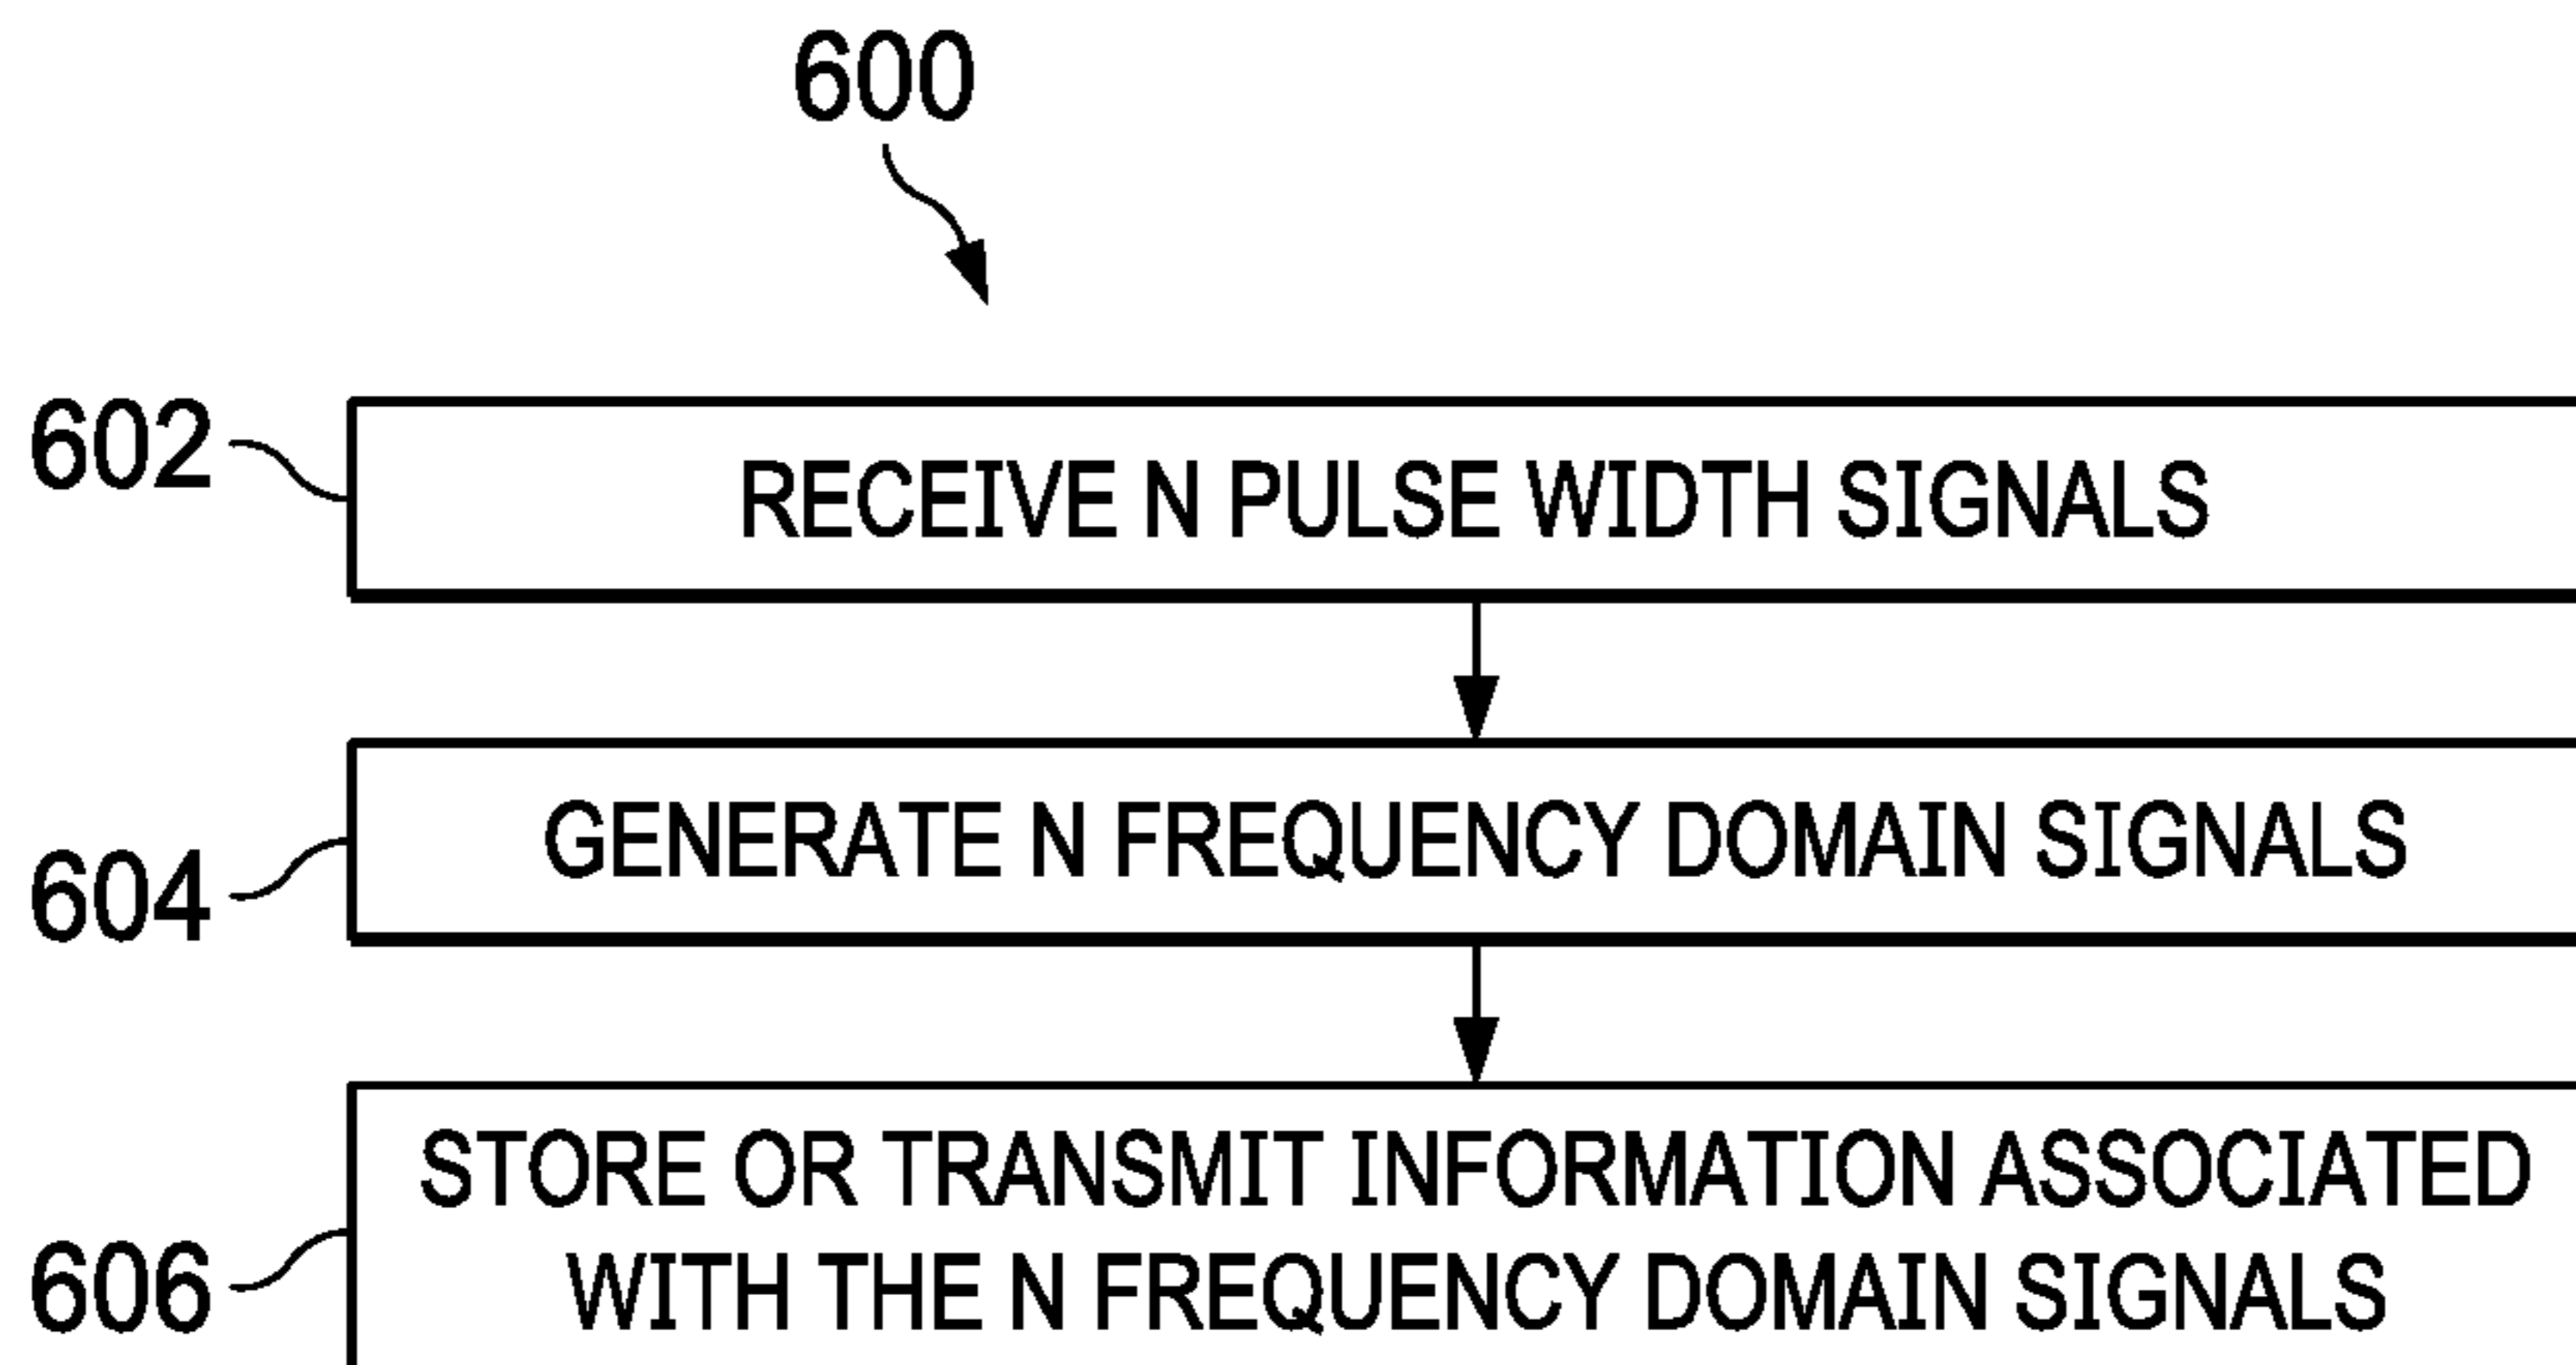 600
602
RECEIVE N PULSE WIDTH SIGNALS
604
GENERATE N FREQUENCY DOMAIN SIGNALS
606
STORE OR TRANSMIT INFORMATION ASSOCIATED
WITH THE N FREQUENCY DOMAIN SIGNALS